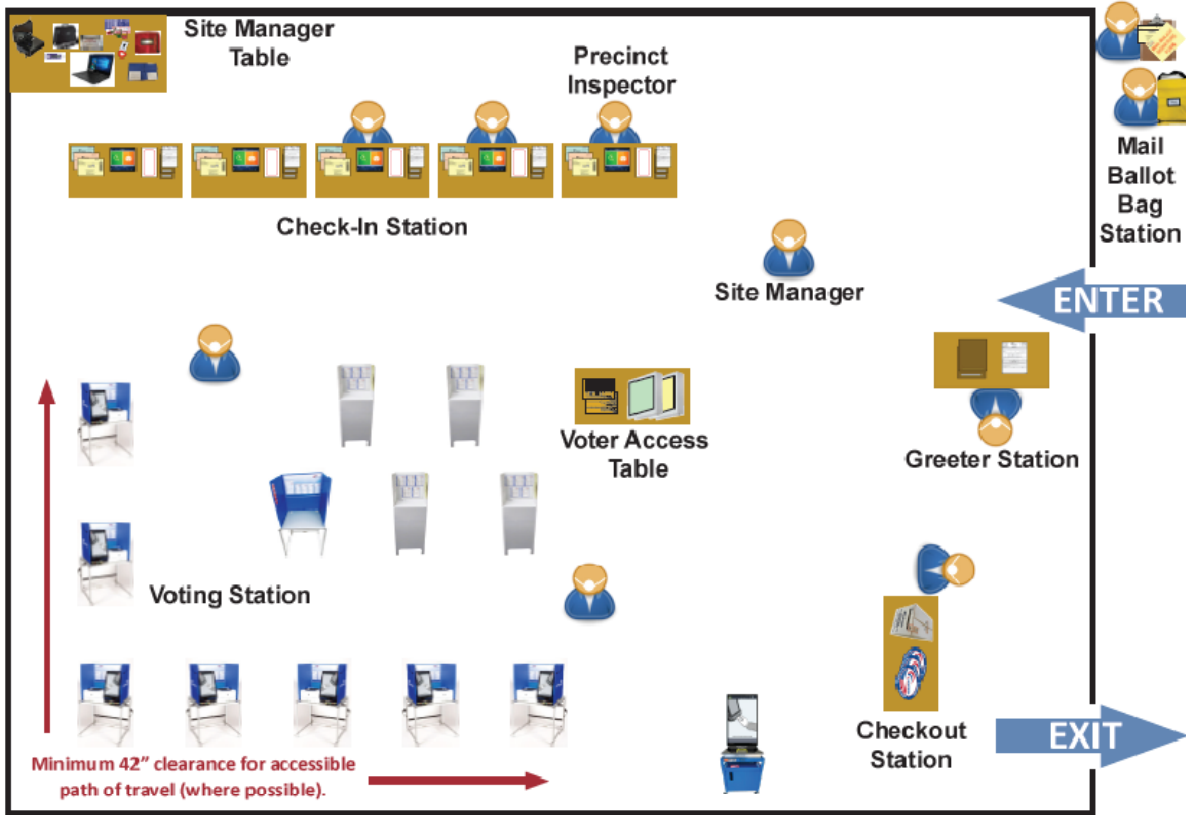 Site Manager
Table
Precinct
Inspector
Mail
Ballot
Bag
Station
Check-In Station
Site Manager
ENTER
Voter Access
Table
Greeter Station
Voting Station
Checkout
Station
EXIT
Minimum 42” clearance for accessible
path of travel (where possible).